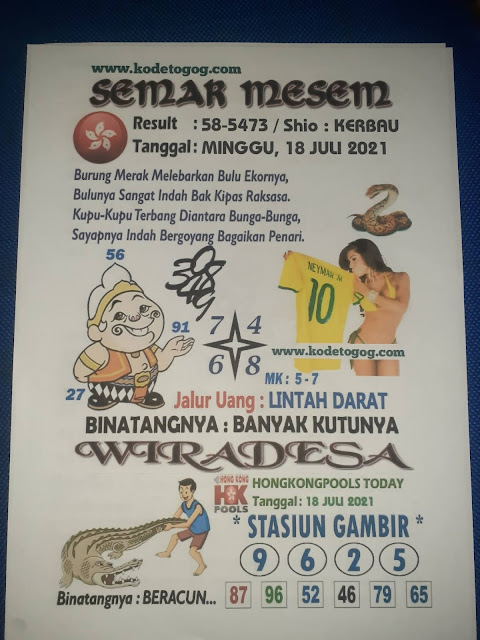 www.kodetogog.com
SEMAR MESEM
Result : 58-5473 / Shio : KERBAU
Tanggal : MINGGU, 18 JULI 2021
Burung Merak Melebarkan Bulu Ekornya,
Bulunya Sangat Indah Bak Kipas Raksasa.
Kupu-Kupu Terbang Diantara Bunga-Bunga,
Sayapnya Indah Bergoyang Bagaikan Penari.
56
NEYMAR JR
10
91
7 4
6 8
www.kodetogog.com
MK : 5 - 7
27
Jalur Uang : LINTAH DARAT
BINATANGNYA : BANYAK KUTUNYA
WIRADESA
HONG KONG
HK
POOLS
HONGKONGPOOLS TODAY
Tanggal : 18 JULI 2021
* STASIUN GAMBIR *
9 6 2 5
Binatangnya : BERACUN... 87 96 52 46 79 65